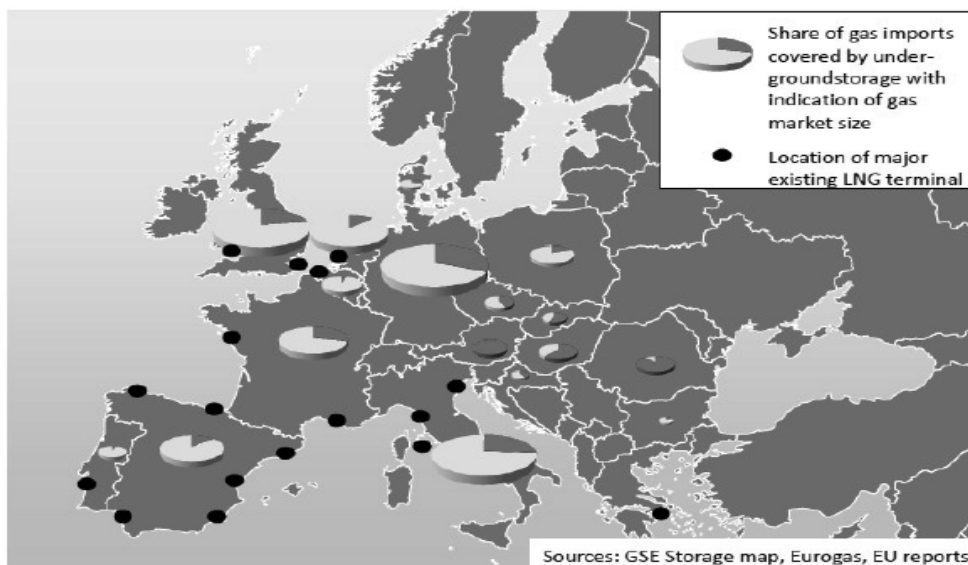 Share of gas imports
covered by under-
groundstorage with
indication of gas
market size
Location of major
existing LNG terminal
Sources: GSE Storage map, Eurogas, EU reports